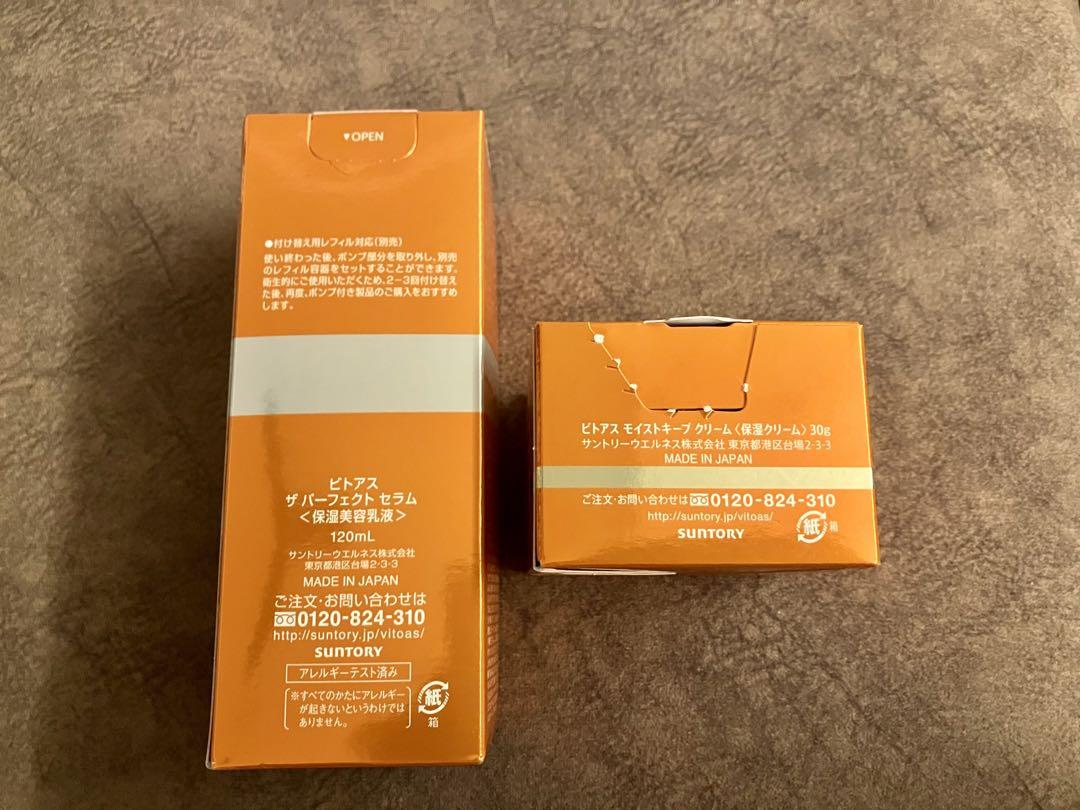 ▼OPEN
●付け替え用レフィル対応(別売)
使い終わった後、ポンプ部分を取り外し、別売
のレフィル容器をセットすることができます。
衛生的にご使用いただくため、2−3回付け替え
た後、再度、ポンプ付き製品のご購入をおすすめ
します。
ビトアス
ザ パーフェクト セラム
〈保湿美容乳液〉
120mL
サントリーウエルネス株式会社
東京都港区台場2-3-3
MADE IN JAPAN
ご注文・お問い合わせは
0120-824-310
http://suntory.jp/vitoas/
SUNTORY
アレルギーテスト済み
※すべてのかたにアレルギー
が起きないというわけでは
ありません。
紙
箱
ビトアス モイストキープ クリーム〈保湿クリーム〉30g
サントリーウエルネス株式会社 東京都港区台場2-3-3
MADE IN JAPAN
ご注文・お問い合わせは 0120-824-310
http://suntory.jp/vitoas/
SUNTORY
紙 箱